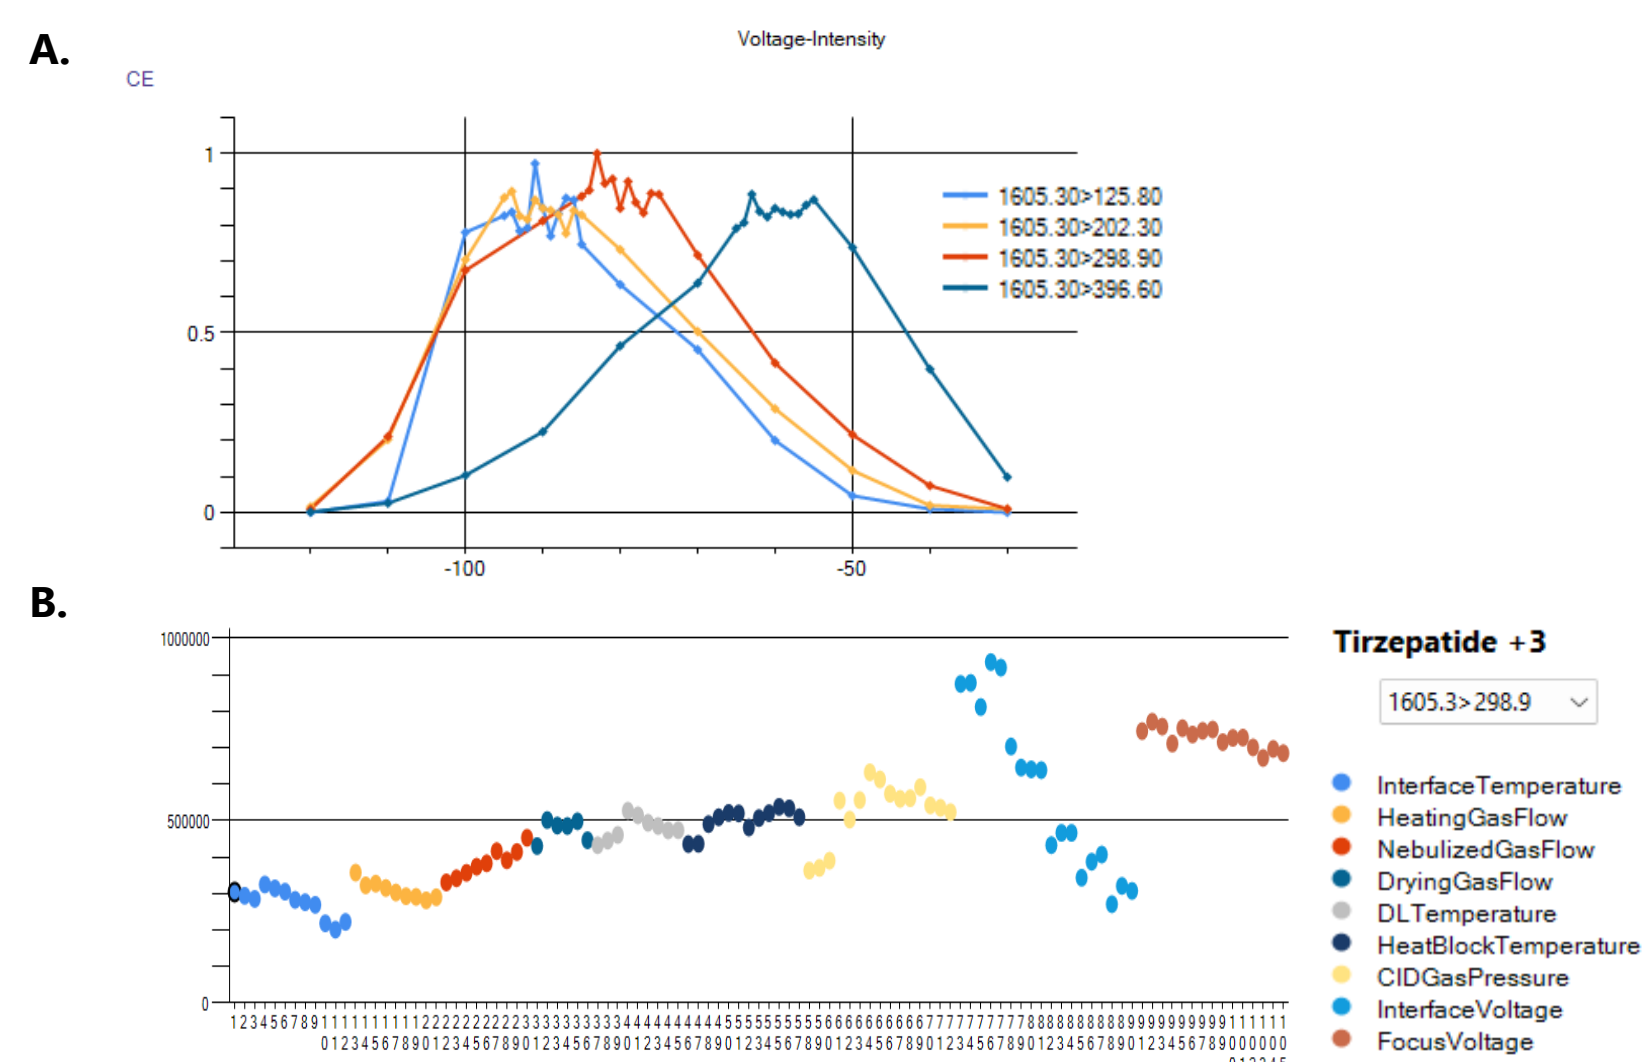 A.
Voltage-Intensity
CE
1
0.5
0
-100
-50
1605.30>125.80
1605.30>202.30
1605.30>298.90
1605.30>396.60
B.
1000000
500000
0
Tirzepatide +3
1605.3>298.9
InterfaceTemperature
HeatingGasFlow
NebulizedGasFlow
DryingGasFlow
DLTemperature
HeatBlockTemperature
CIDGasPressure
InterfaceVoltage
FocusVoltage